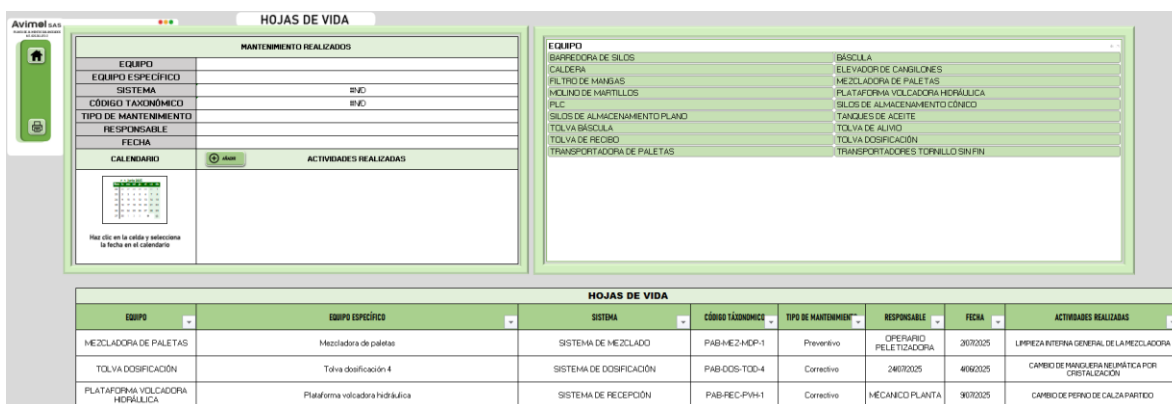 HOJAS DE VIDA
Avimol SAS
MANTENIMIENTO REALIZADOS
EQUIPO
EQUIPO ESPECÍFICO
SISTEMA #N/D
CÓDIGO TAXONÓMICO #N/D
TIPO DE MANTENIMIENTO
RESPONSABLE
FECHA
CALENDARIO AÑADIR ACTIVIDADES REALIZADAS
Haz clic en la celda y selecciona
la fecha en el calendario
EQUIPO
BARREDORA DE SILOS BÁSCULA
CALDERA ELEVADOR DE CANGILONES
FILTRO DE MANGAS MEZCLADORA DE PALETAS
MOLINO DE MARTILLOS PLATAFORMA VOLCADORA HIDRÁULICA
PLC SILOS DE ALMACENAMIENTO CÓNICO
SILOS DE ALMACENAMIENTO PLANO TANQUES DE ACEITE
TOLVA BÁSCULA TOLVA DE ALIVIO
TOLVA DE RECIBO TOLVA DOSIFICACIÓN
TRANSPORTADORA DE PALETAS TRANSPORTADORES TORNILLO SIN FIN
HOJAS DE VIDA
EQUIPO EQUIPO ESPECÍFICO SISTEMA CÓDIGO TÁXONOMICO TIPO DE MANTENIMIENT RESPONSABLE FECHA ACTIVIDADES REALIZADAS
MEZCLADORA DE PALETAS Mezcladora de paletas SISTEMA DE MEZCLADO PAB-MEZ-MDP-1 Preventivo OPERARIO PELETIZADORA 2/07/2025 LIMPIEZA INTERNA GENERAL DE LA MEZCLADORA
TOLVA DOSIFICACIÓN Tolva dosificación 4 SISTEMA DE DOSIFICACIÓN PAB-DOS-TOD-4 Correctivo 24/07/2025 4/06/2025 CAMBIO DE MANGUERA NEUMÁTICA POR CRISTALIZACIÓN
PLATAFORMA VOLCADORA HIDRÁULICA Plataforma volcadora hidráulica SISTEMA DE RECEPCIÓN PAB-REC-PVH-1 Correctivo MÉCANICO PLANTA 9/07/2025 CAMBIO DE PERNO DE CALZA PARTIDO